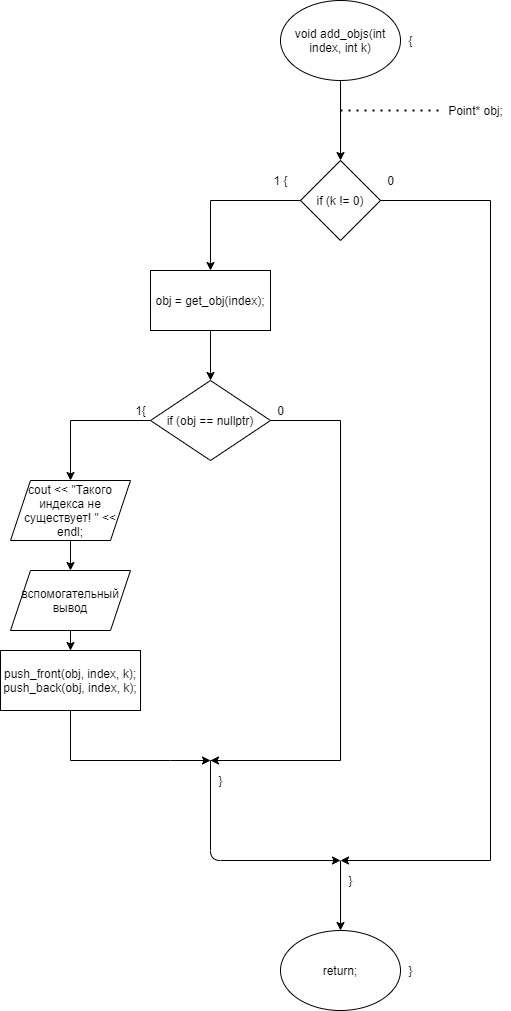 void add_objs(int
index, int k)
{
Point* obj;
1 {
0
if (k != 0)
obj = get_obj(index);
1{
0
if (obj == nullptr)
cout << "Такого
индекса не
существует! " <<
endl;
вспомогательный
вывод
push_front(obj, index, k);
push_back(obj, index, k);
}
}
return;
}